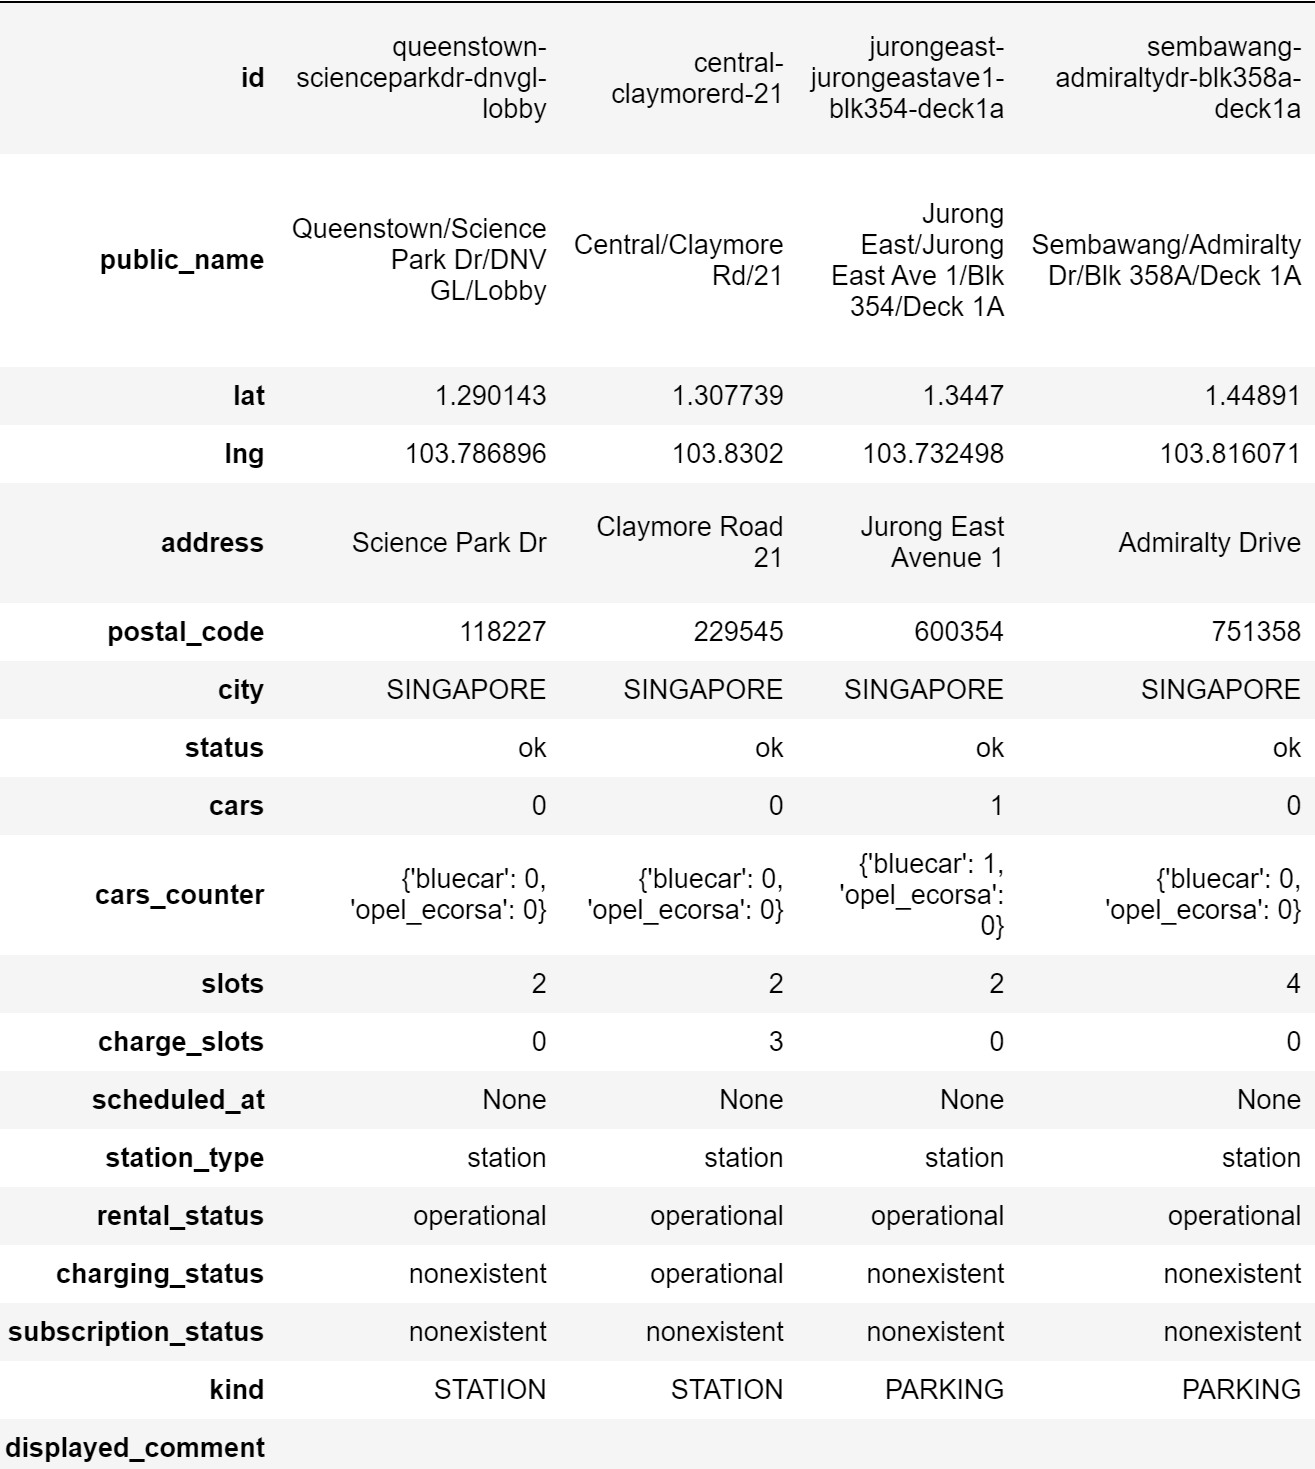 id queenstown-scienceparkdr-dnvgl-lobby central-claymorerd-21 jurongeast-jurongeastave1-blk354-deck1a sembawang-admiraltydr-blk358a-deck1a
public_name Queenstown/Science Park Dr/DNV GL/Lobby Central/Claymore Rd/21 Jurong East/Jurong East Ave 1/Blk 354/Deck 1A Sembawang/Admiralty Dr/Blk 358A/Deck 1A
lat 1.290143 1.307739 1.3447 1.44891
lng 103.786896 103.8302 103.732498 103.816071
address Science Park Dr Claymore Road 21 Jurong East Avenue 1 Admiralty Drive
postal_code 118227 229545 600354 751358
city SINGAPORE SINGAPORE SINGAPORE SINGAPORE
status ok ok ok ok
cars 0 0 1 0
cars_counter {'bluecar': 0, 'opel_ecorsa': 0} {'bluecar': 0, 'opel_ecorsa': 0} {'bluecar': 1, 'opel_ecorsa': 0} {'bluecar': 0, 'opel_ecorsa': 0}
slots 2 2 2 4
charge_slots 0 3 0 0
scheduled_at None None None None
station_type station station station station
rental_status operational operational operational operational
charging_status nonexistent operational nonexistent nonexistent
subscription_status nonexistent nonexistent nonexistent nonexistent
kind STATION STATION PARKING PARKING
displayed_comment